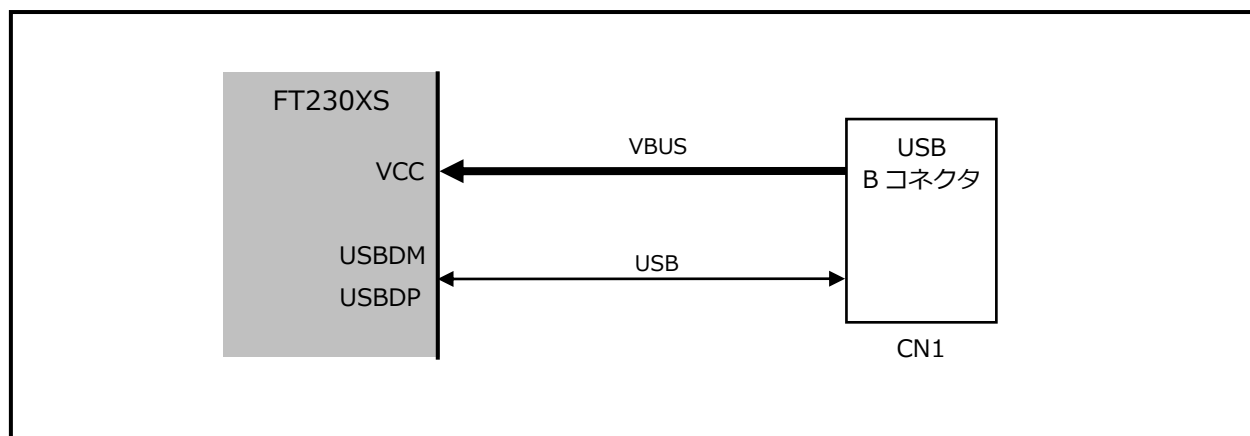 FT230XS
VCC
USBDM
USBDP
VBUS
USB
USB
B コネクタ
CN1